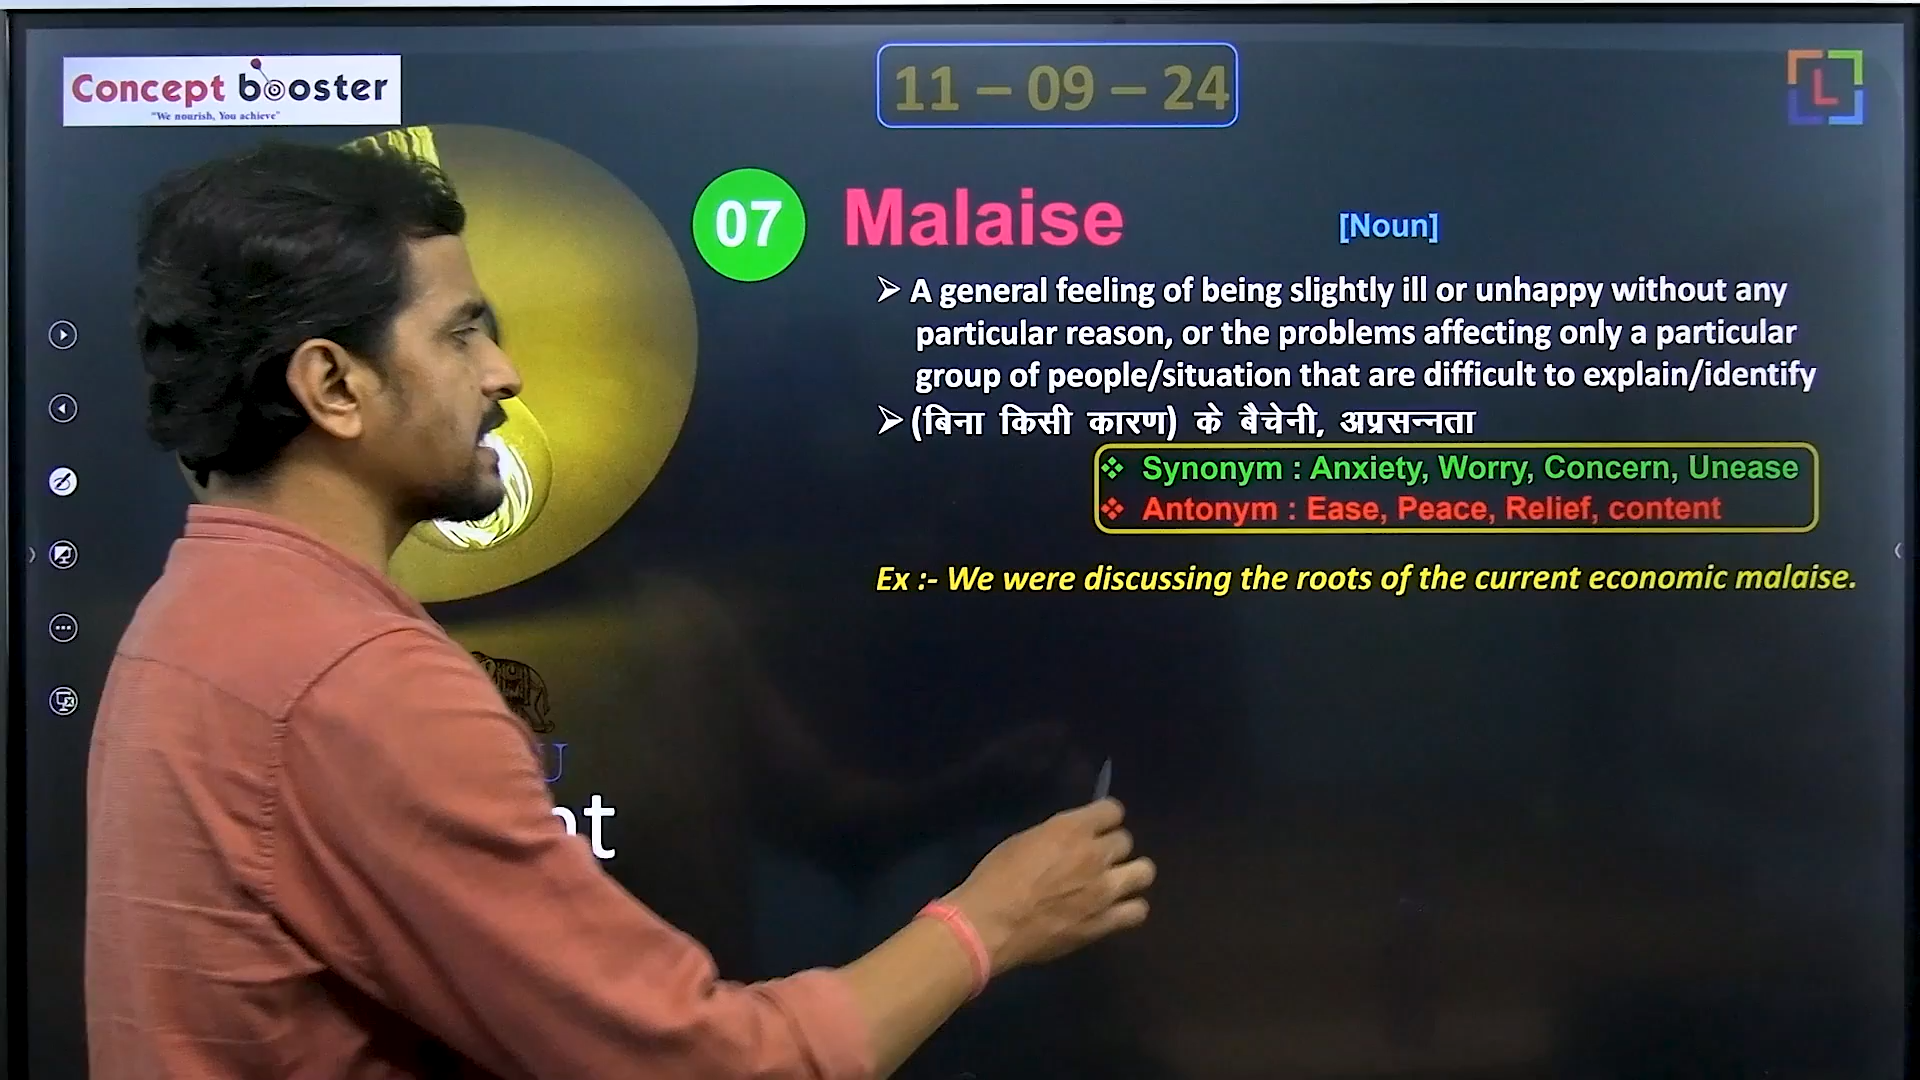 Concept booster
"We nourish, You achieve"
11 – 09 – 24
L
07 Malaise [Noun]
➢ A general feeling of being slightly ill or unhappy without any
particular reason, or the problems affecting only a particular
group of people/situation that are difficult to explain/identify
➢ (बिना किसी कारण) के बैचेनी, अप्रसन्नता
❖ Synonym : Anxiety, Worry, Concern, Unease
❖ Antonym : Ease, Peace, Relief, content
Ex :- We were discussing the roots of the current economic malaise.